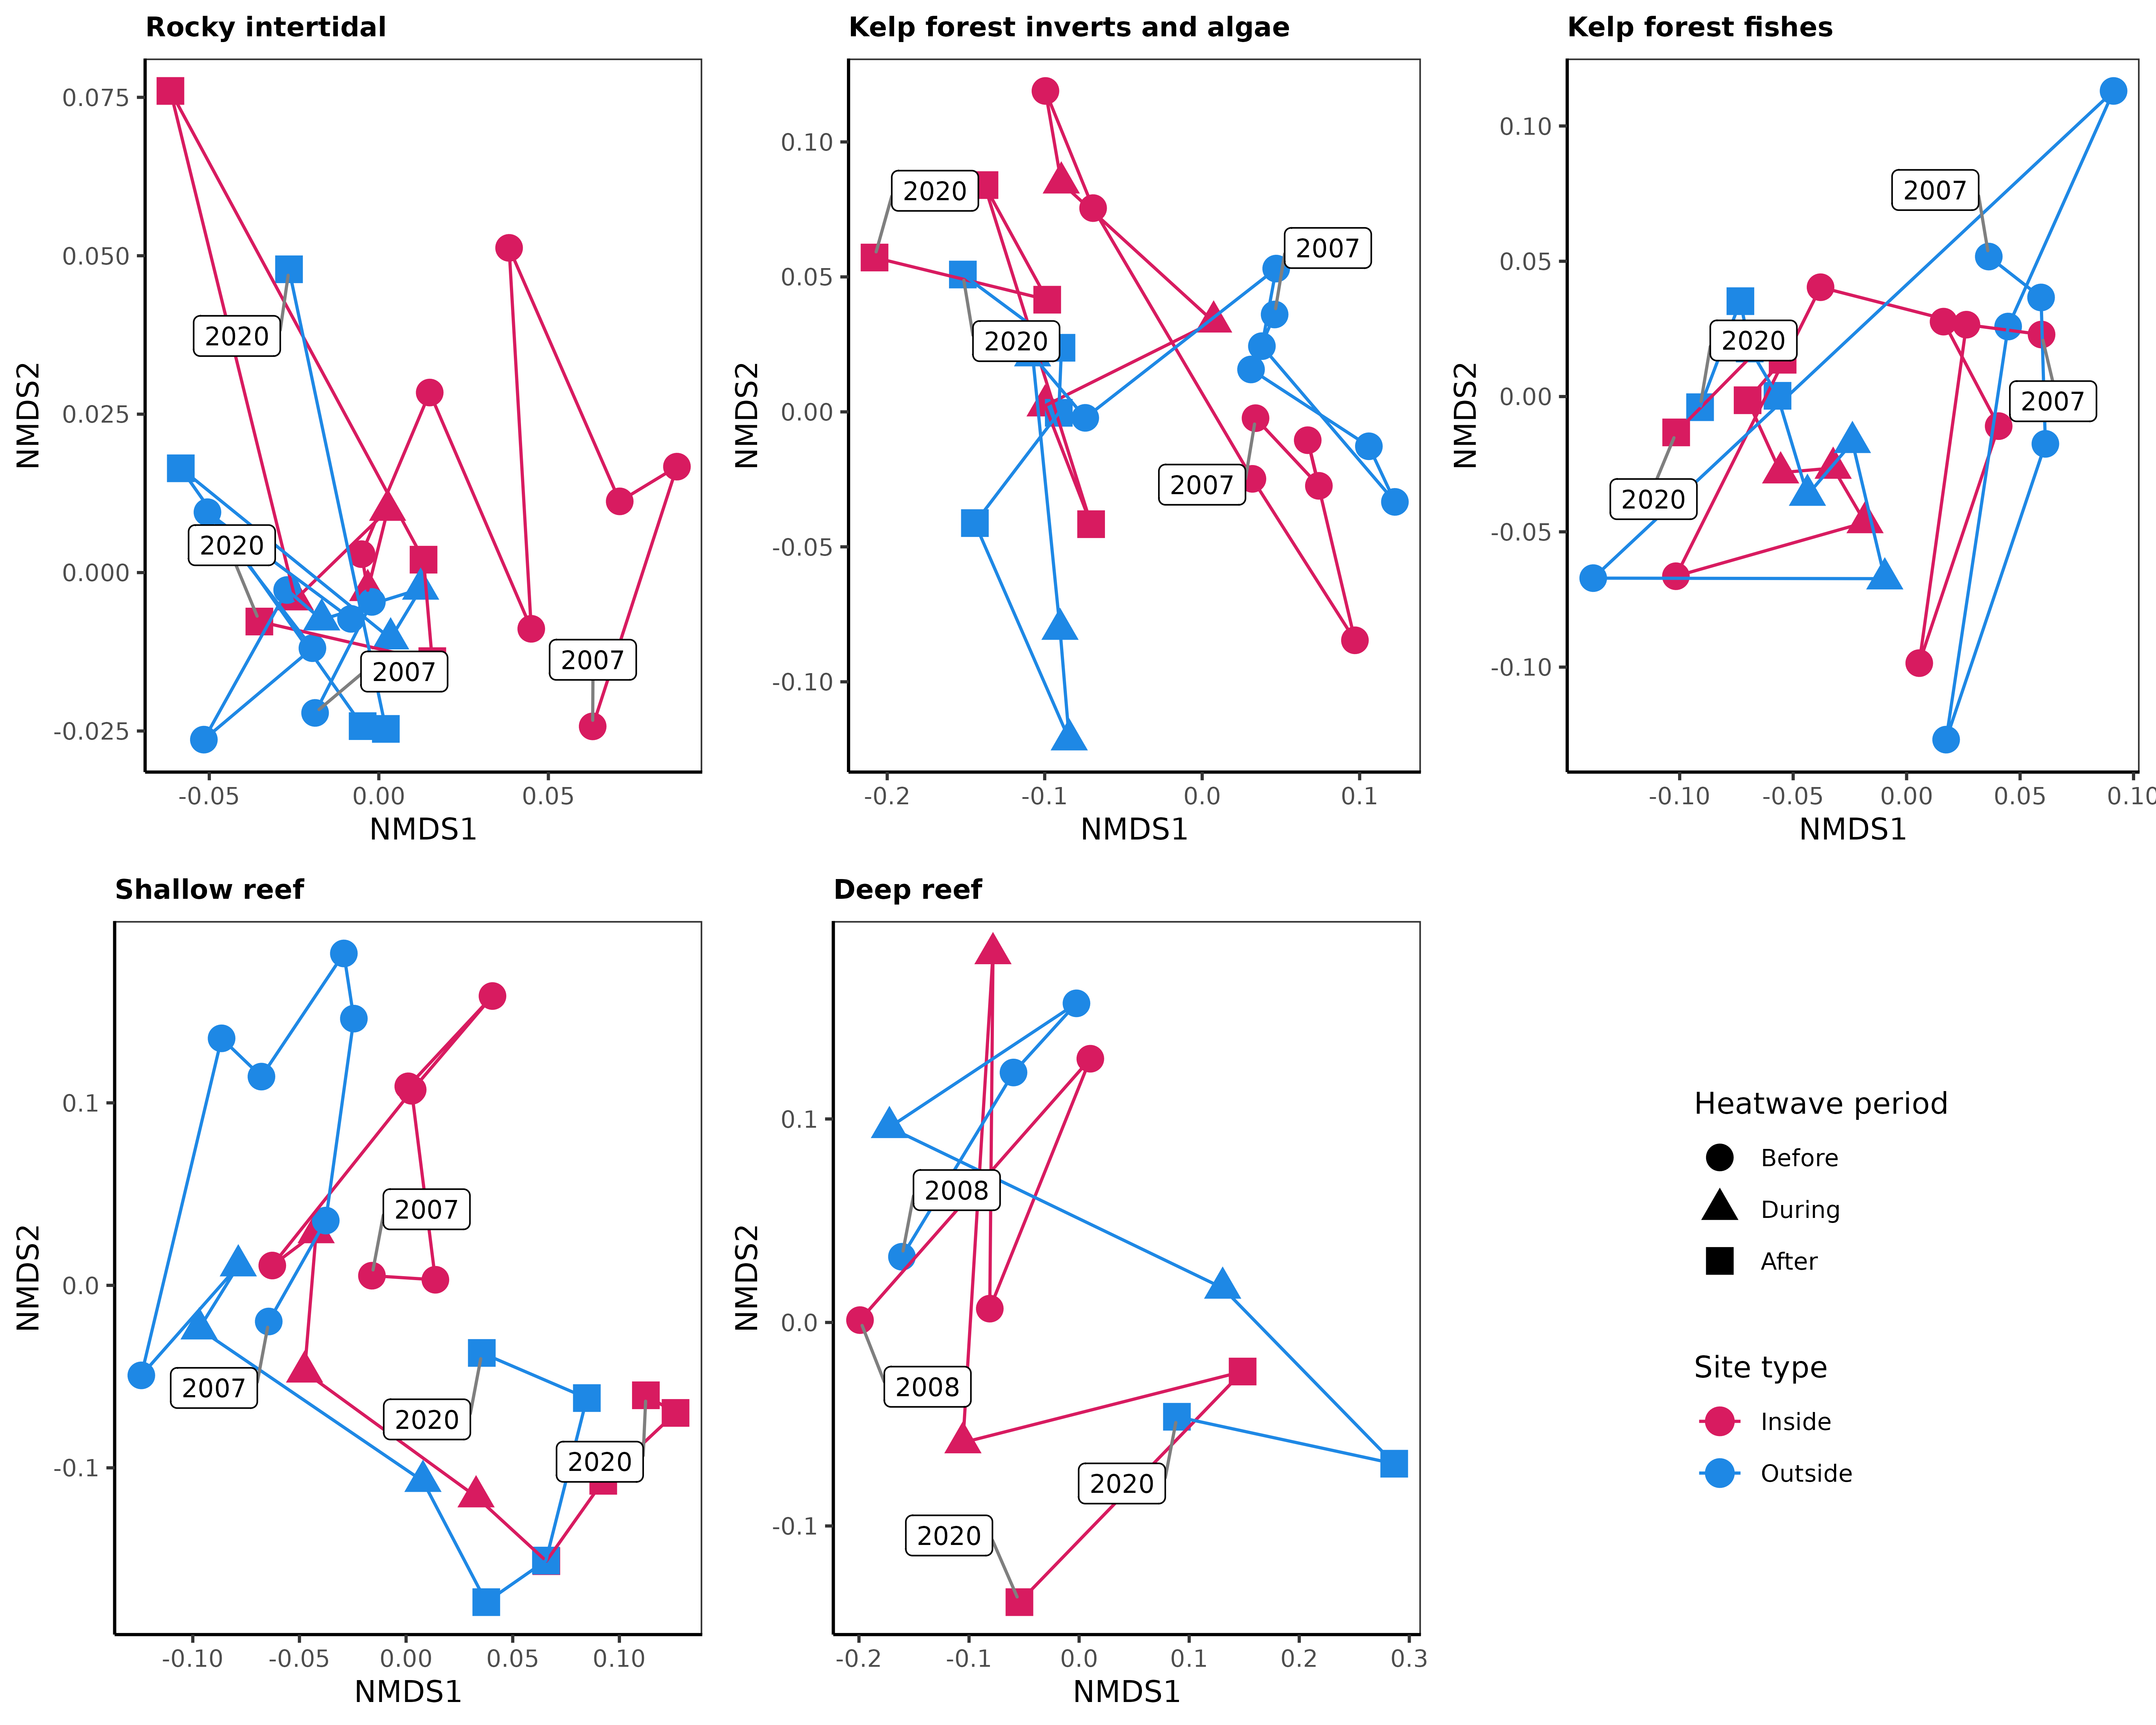 Rocky intertidal
0.075
0.050
0.025
0.000
-0.025
-0.05
0.00
0.05
NMDS1
NMDS2
2020
2020
2007
2007
Kelp forest inverts and algae
0.10
0.05
0.00
-0.05
-0.10
-0.2
-0.1
0.0
0.1
NMDS1
NMDS2
2020
2007
2020
2007
Kelp forest fishes
0.10
0.05
0.00
-0.05
-0.10
-0.10
-0.05
0.00
0.05
0.10
NMDS1
NMDS2
2007
2020
2007
2020
Shallow reef
0.1
0.0
-0.1
-0.10
-0.05
0.00
0.05
0.10
NMDS1
NMDS2
2007
2007
2020
2020
Deep reef
0.1
0.0
-0.1
-0.2
-0.1
0.0
0.1
0.2
0.3
NMDS1
NMDS2
2008
2008
2020
2020
Heatwave period
Before
During
After
Site type
Inside
Outside